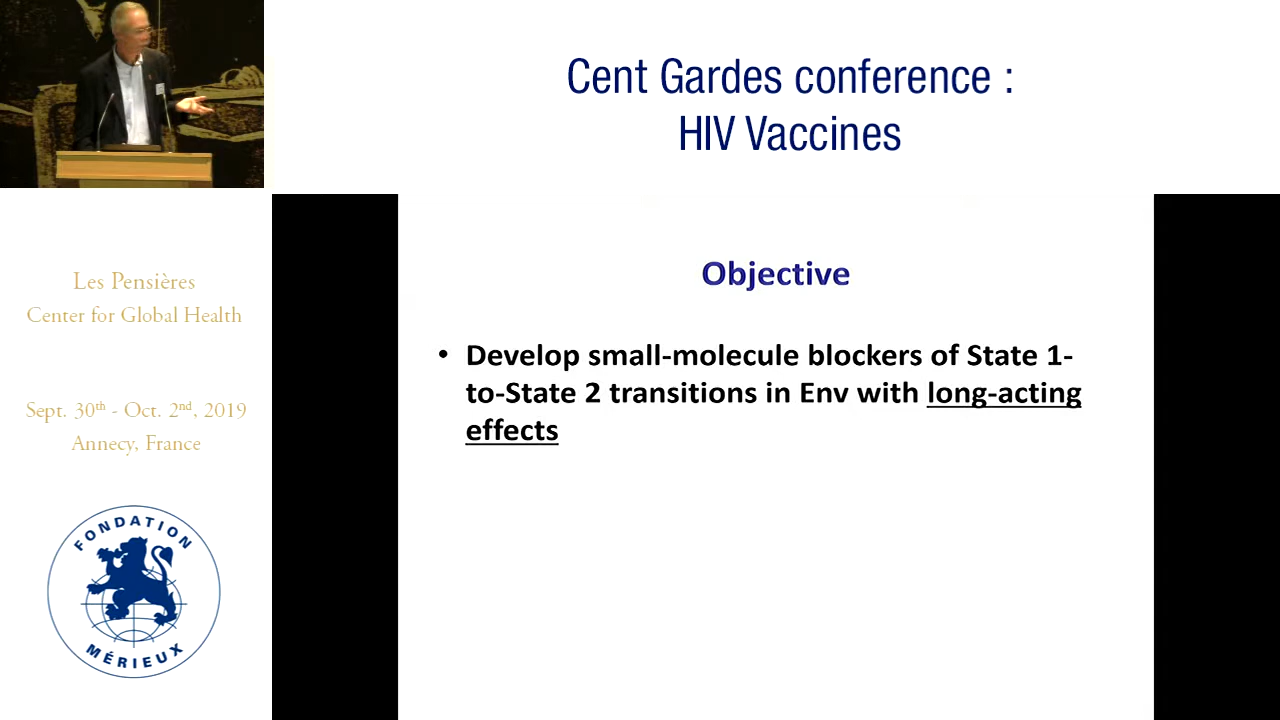 Cent Gardes conference :
HIV Vaccines
Les Pensières
Center for Global Health
Sept. 30th - Oct. 2nd, 2019
Annecy, France
FONDATION
MÉRIEUX
Objective
• Develop small-molecule blockers of State 1-
to-State 2 transitions in Env with long-acting
effects